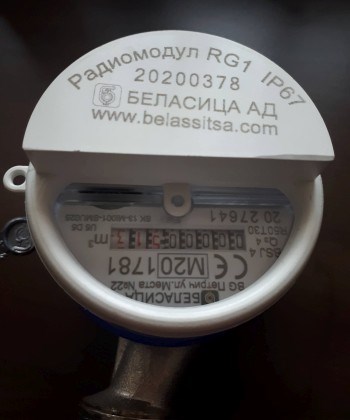 Радиомодул RG1 IP67
20200378
БЕЛАСИЦА АД
www.belassitsa.com
20 27641
m³
CE M20 1781
BG Петрич ул.Места №22
БЕЛАСИЦА